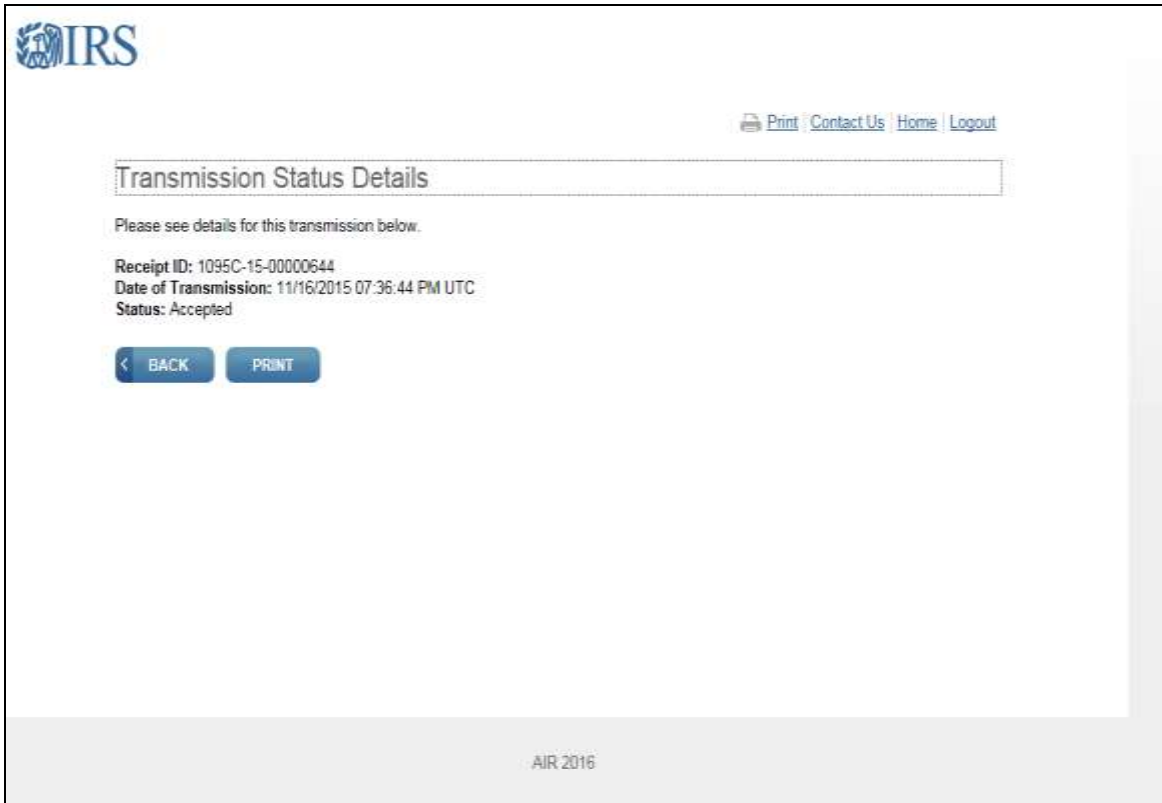 IRS
Print Contact Us Home Logout
Transmission Status Details
Please see details for this transmission below.
Receipt ID: 1095C-15-00000644
Date of Transmission: 11/16/2015 07:36:44 PM UTC
Status: Accepted
BACK PRINT
AIR 2016